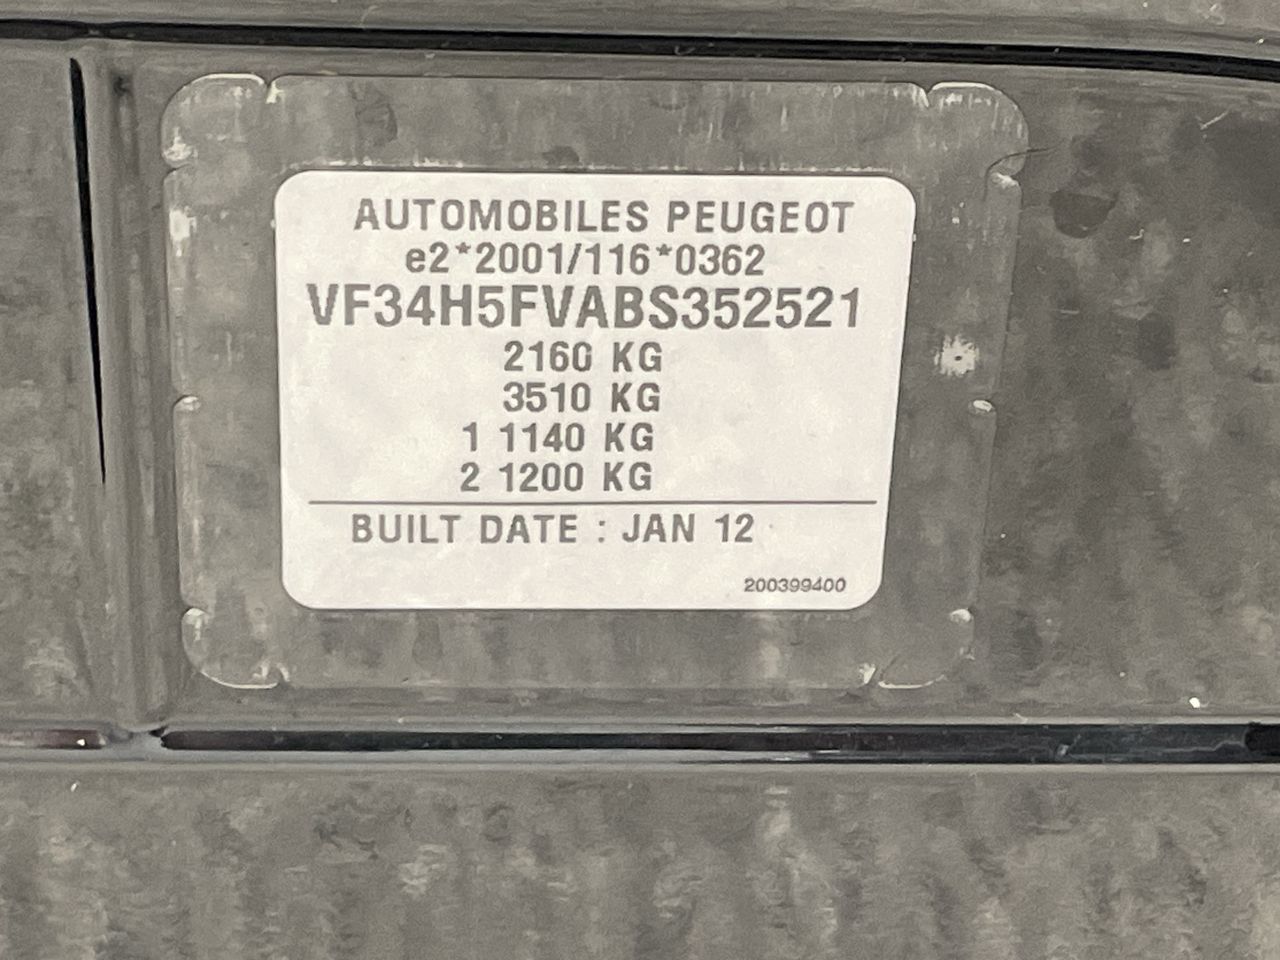 AUTOMOBILES PEUGEOT
e2*2001/116*0362
VF34H5FVABS352521
2160 KG
3510 KG
1 1140 KG
2 1200 KG
BUILT DATE : JAN 12
200399400